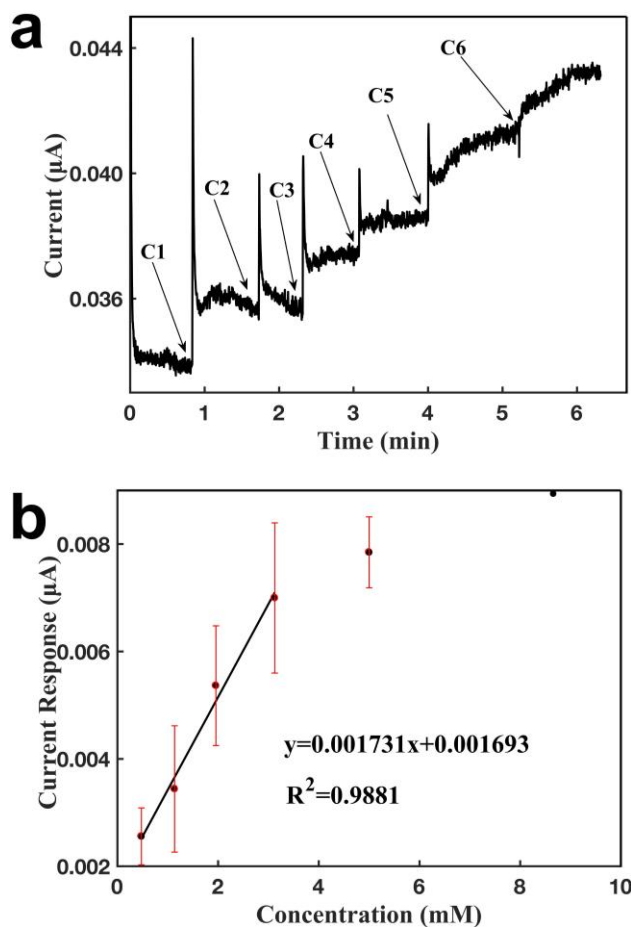 a
0.044
0.040
0.036
Current (µA)
C1
C2
C3
C4
C5
C6
0 1 2 3 4 5 6
Time (min)
b
0.008
0.006
0.004
0.002
Current Response (µA)
y=0.001731x+0.001693
R²=0.9881
0 2 4 6 8 10
Concentration (mM)